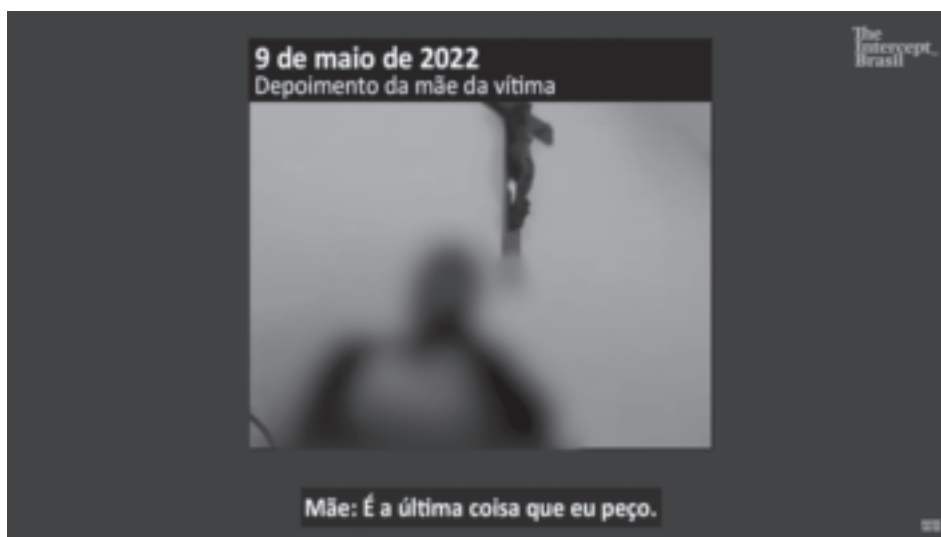 9 de maio de 2022
Depoimento da mãe da vítima
The
Intercept_
Brasil
Mãe: É a última coisa que eu peço.